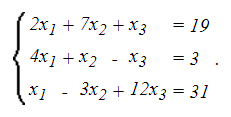 2x₁ + 7x₂ + x₃ = 19
4x₁ + x₂ - x₃ = 3 .
x₁ - 3x₂ + 12x₃ = 31